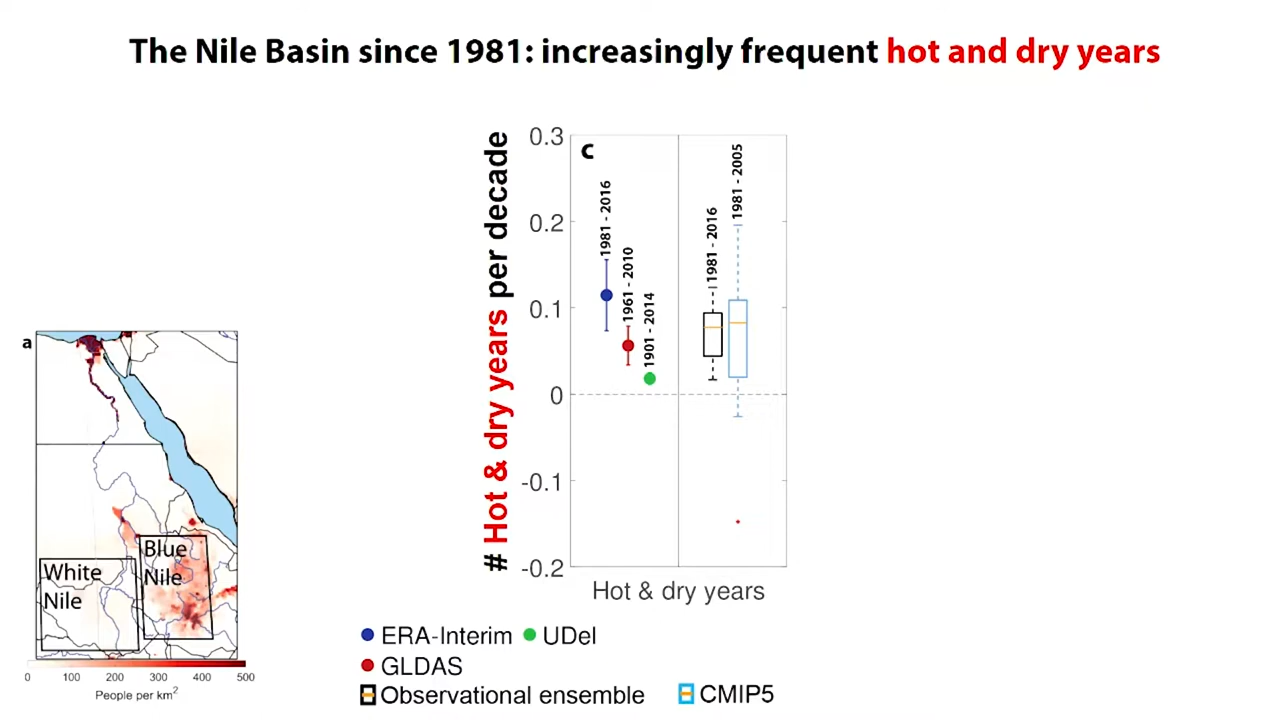 The Nile Basin since 1981: increasingly frequent hot and dry years
a
White
Nile
Blue
Nile
0 100 200 300 400 500
People per km²
# Hot & dry years per decade
c
0.3
0.2
0.1
0
-0.1
-0.2
1981 - 2016
1961 - 2010
1901 - 2014
1981 - 2016
1981 - 2005
Hot & dry years
ERA-Interim UDel
GLDAS
Observational ensemble CMIP5